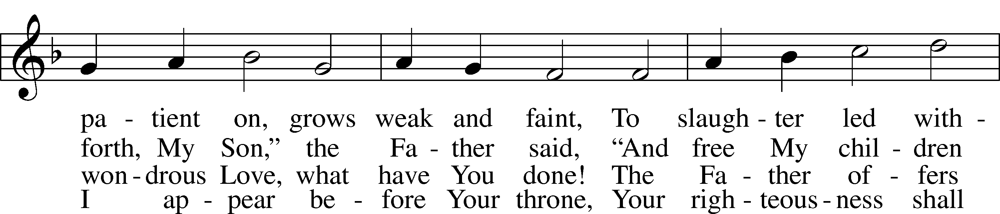 pa - tient on, grows weak and faint, To slaugh - ter led with -
forth, My Son,” the Fa - ther said, “And free My chil - dren
won - drous Love, what have You done! The Fa - ther of - fers
I ap - pear be - fore Your throne, Your righ - teous - ness shall